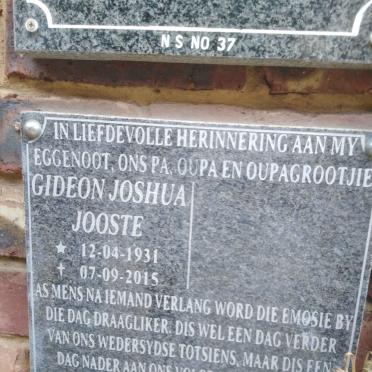 NS NO 37
IN LIEFDEVOLLE HERINNERING AAN MY
EGGENOOT, ONS PA, OUPA EN OUPAGROOTJIE
GIDEON JOSHUA
JOOSTE
★ 12-04-1931
✝ 07-09-2015
AS MENS NA IEMAND VERLANG WORD DIE EMOSIE BY
DIE DAG DRAAGLIKER. DIS WEL EEN DAG VERDER
VAN ONS WEDERSYDSE TOTSIENS, MAAR DIS EEN
DAG NADER AAN ONS